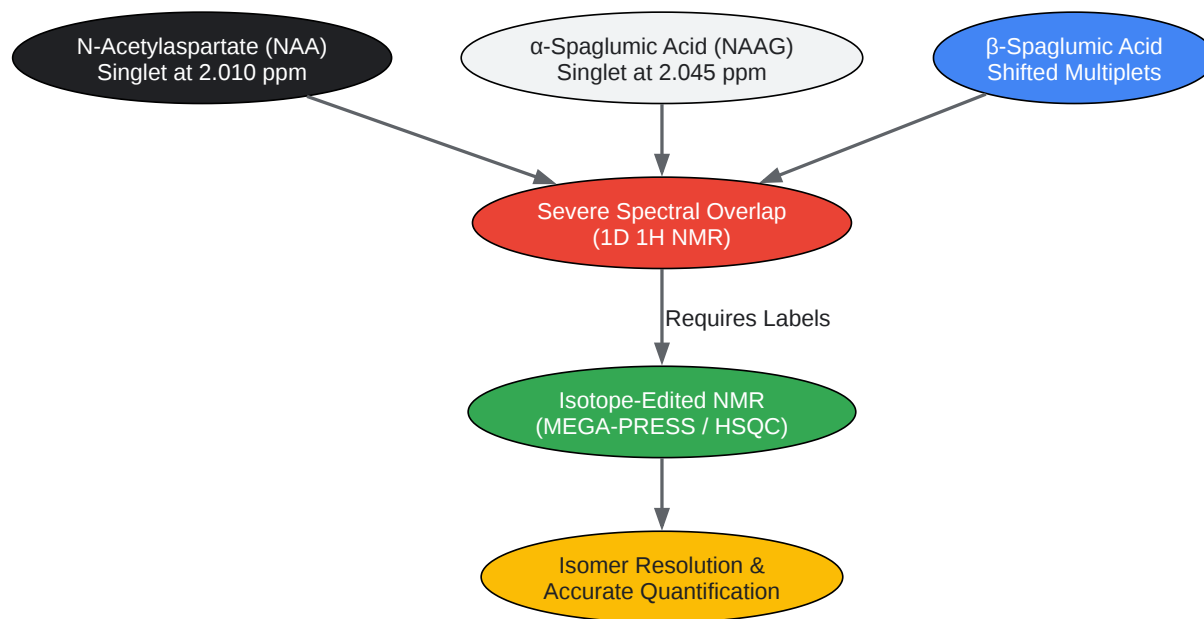 N-Acetylaspartate (NAA)
Singlet at 2.010 ppm
α-Spaglumic Acid (NAAG)
Singlet at 2.045 ppm
β-Spaglumic Acid
Shifted Multiplets
Severe Spectral Overlap
(1D 1H NMR)
Requires Labels
Isotope-Edited NMR
(MEGA-PRESS / HSQC)
Isomer Resolution &
Accurate Quantification